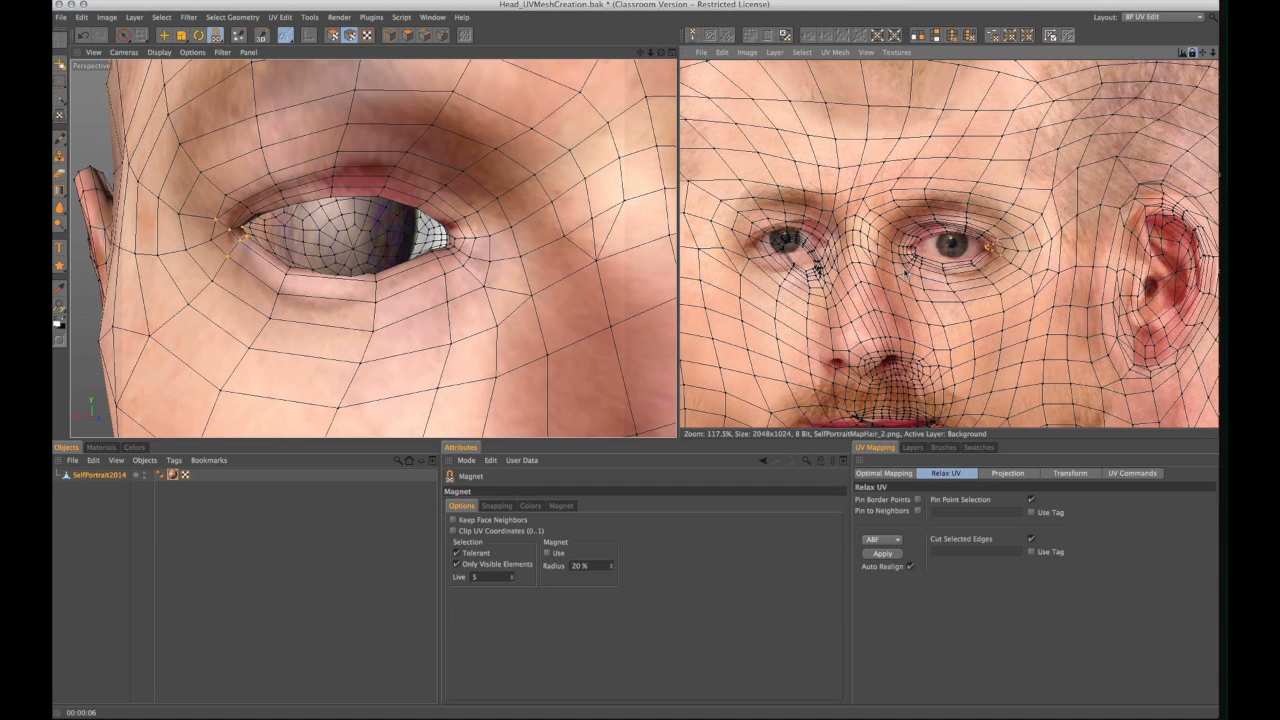 Head_UVMeshCreation.bak * (Classroom Version - Restricted License)
File Edit Image Layer Select Select Geometry UV Edit Tools Render Plugins Script Window Help Layout: BP UV Edit
View Cameras Display Options Filter Panel
File Edit Image Layer Select UV Mesh View Textures
Perspective
Y
Zoom: 117.5%, Size: 2048x1024, 8 Bit, SelfPortraitMapHair_2.png, Active Layer: Background
Objects Materials Colors
File Edit View Objects Tags Bookmarks
SelfPortrait2014
Attributes
Mode Edit User Data
Magnet
Magnet
Options Snapping Colors Magnet
Keep Face Neighbors
Clip UV Coordinates (0..1)
Selection Magnet
Tolerant Use
Only Visible Elements Radius 20 %
Live 5
UV Mapping Layers Brushes Swatches
Optimal Mapping Relax UV Projection Transform UV Commands
Relax UV
Pin Border Points Pin Point Selection
Pin to Neighbors Use Tag
ABF Cut Selected Edges
Apply Use Tag
Auto Realign
00:00:06